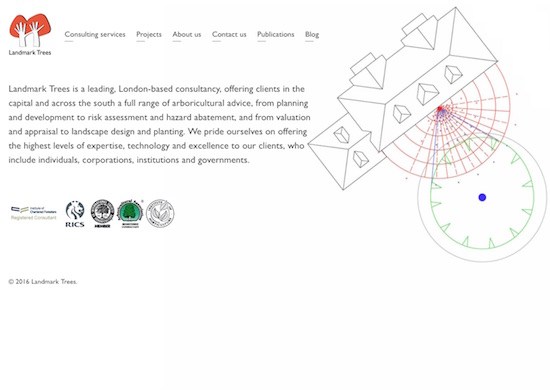 Consulting services Projects About us Contact us Publications Blog
Landmark Trees
Landmark Trees is a leading, London-based consultancy, offering clients in the
capital and across the south a full range of arboricultural advice, from planning
and development to risk assessment and hazard abatement, and from valuation
and appraisal to landscape design and planting. We pride ourselves on offering
the highest levels of expertise, technology and excellence to our clients, who
include individuals, corporations, institutions and governments.
Institute of
Chartered Foresters
Registered Consultant
RICS
MEMBER
© 2016 Landmark Trees.